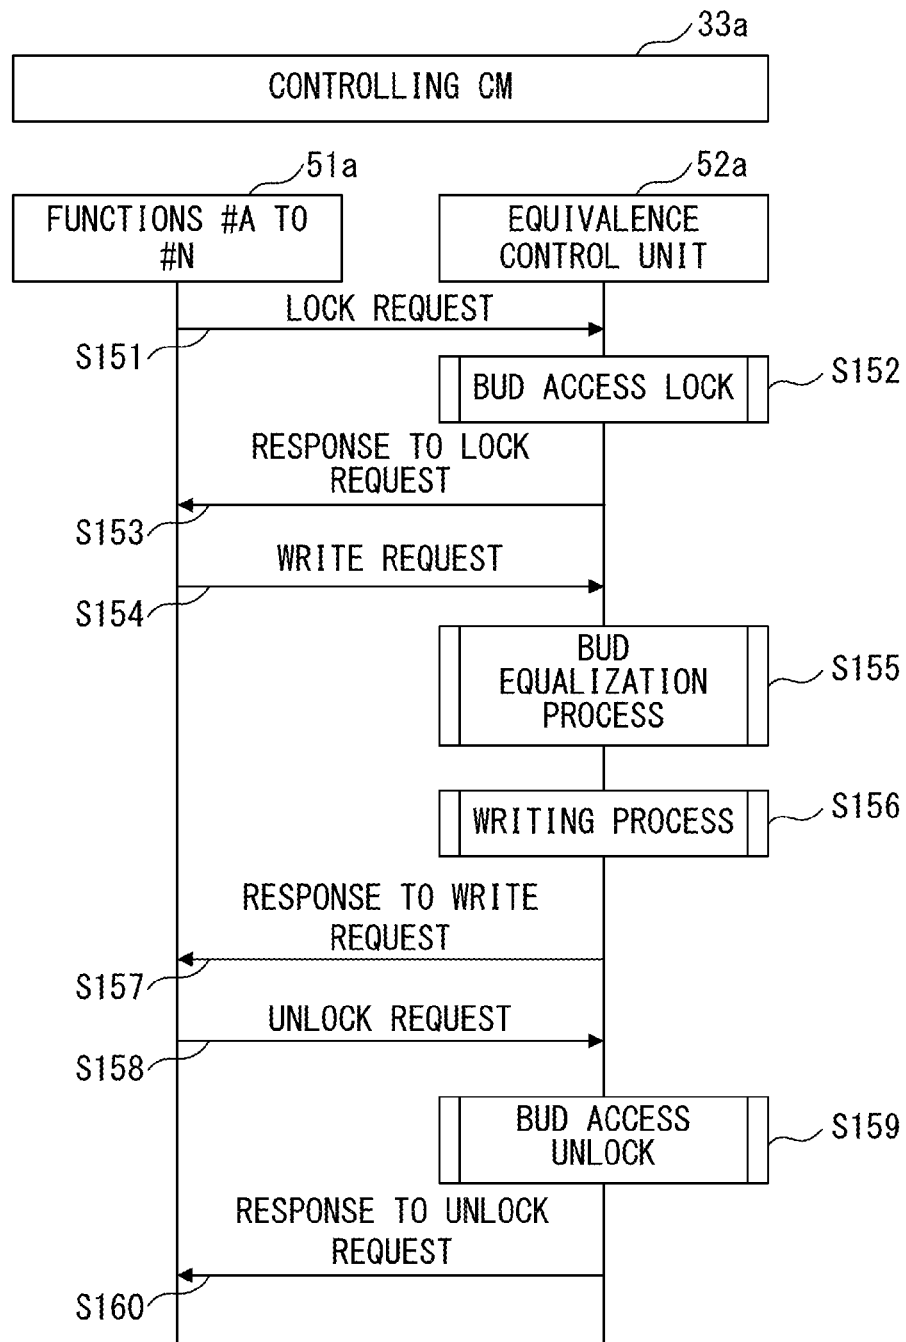 33a
CONTROLLING CM
51a
52a
FUNCTIONS #A TO
#N
EQUIVALENCE
CONTROL UNIT
LOCK REQUEST
S151
BUD ACCESS LOCK
S152
RESPONSE TO LOCK
REQUEST
S153
WRITE REQUEST
S154
BUD
EQUALIZATION
PROCESS
S155
WRITING PROCESS
S156
RESPONSE TO WRITE
REQUEST
S157
UNLOCK REQUEST
S158
BUD ACCESS
UNLOCK
S159
RESPONSE TO UNLOCK
REQUEST
S160